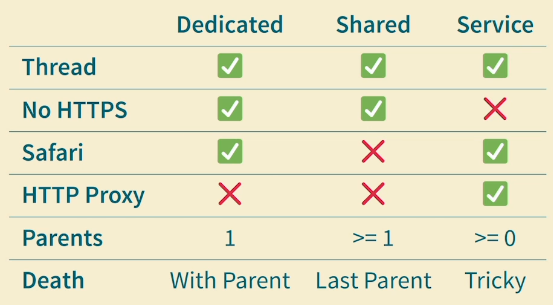 Dedicated Shared Service
Thread ✅ ✅ ✅
No HTTPS ✅ ✅ ❌
Safari ✅ ❌ ✅
HTTP Proxy ❌ ❌ ✅
Parents 1 >= 1 >= 0
Death With Parent Last Parent Tricky